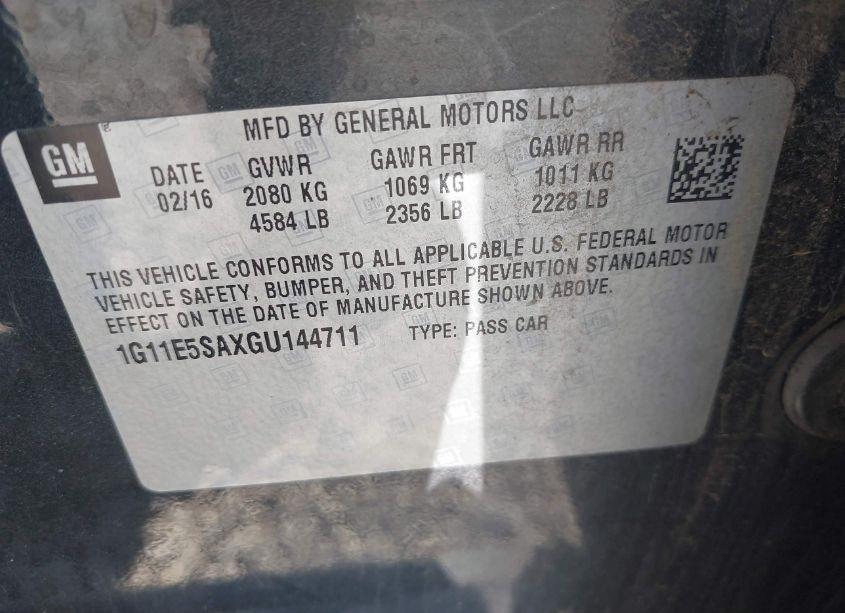 GM
MFD BY GENERAL MOTORS LLC
DATE GVWR GAWR FRT GAWR RR
02/16 2080 KG 1069 KG 1011 KG
4584 LB 2356 LB 2228 LB
THIS VEHICLE CONFORMS TO ALL APPLICABLE U.S. FEDERAL MOTOR
VEHICLE SAFETY, BUMPER, AND THEFT PREVENTION STANDARDS IN
EFFECT ON THE DATE OF MANUFACTURE SHOWN ABOVE.
1G11E5SAXGU144711 TYPE: PASS CAR